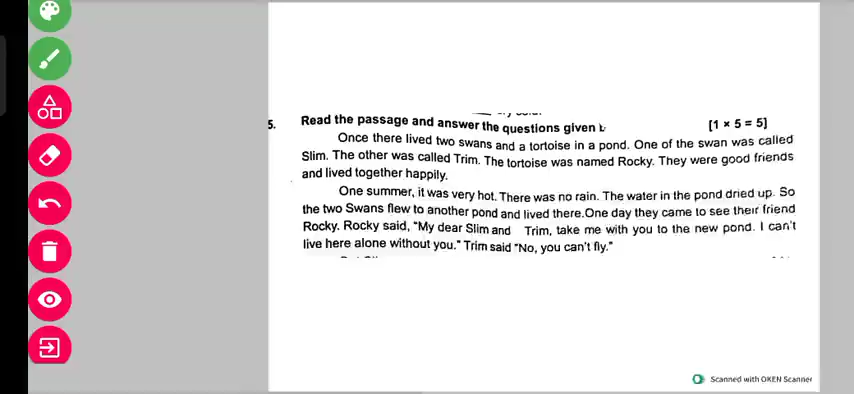 5. Read the passage and answer the questions given [1 × 5 = 5]
Once there lived two swans and a tortoise in a pond. One of the swan was called
Slim. The other was called Trim. The tortoise was named Rocky. They were good friends
and lived together happily.
One summer, it was very hot. There was no rain. The water in the pond dried up. So
the two Swans flew to another pond and lived there.One day they came to see their friend
Rocky. Rocky said, "My dear Slim and Trim, take me with you to the new pond. I can't
live here alone without you." Trim said "No, you can't fly."
Scanned with OKEN Scanner